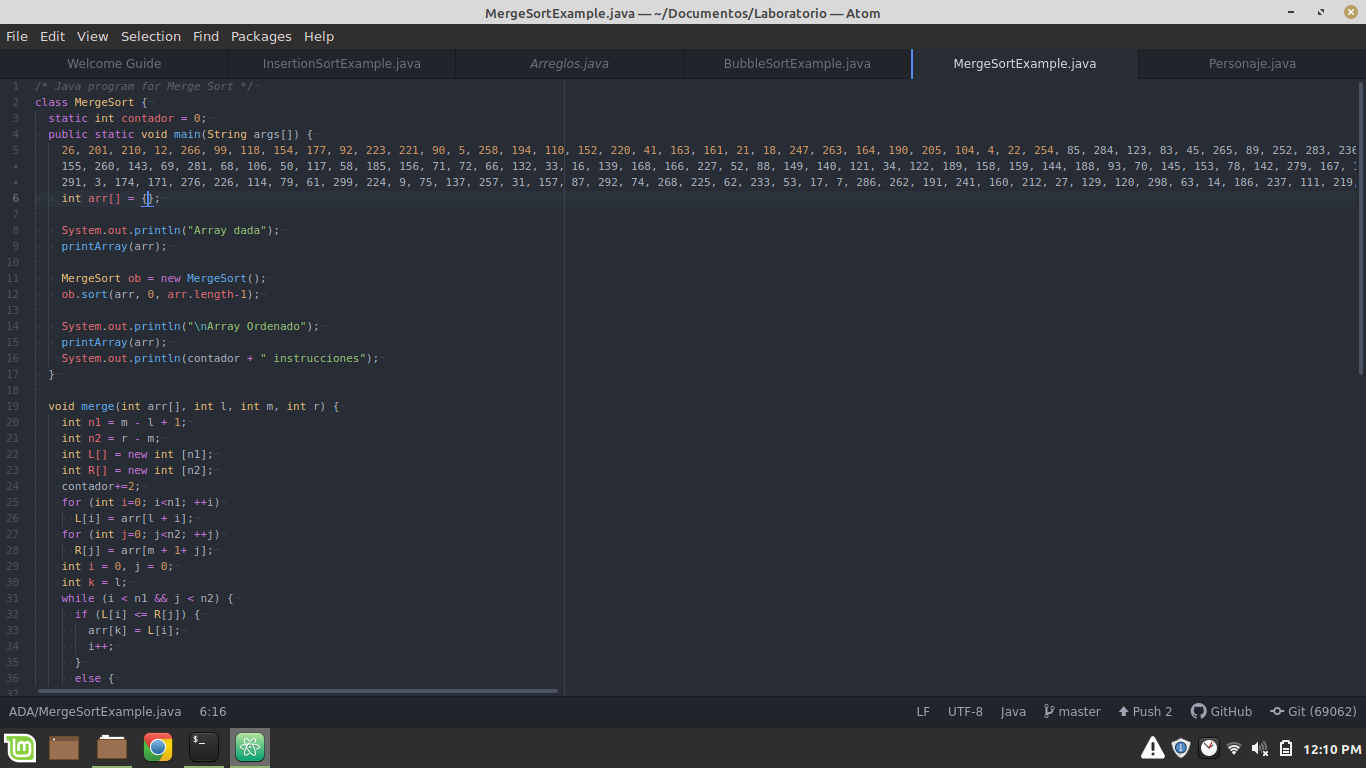 MergeSortExample.java — ~/Documentos/Laboratorio — Atom
File Edit View Selection Find Packages Help
Welcome Guide InsertionSortExample.java Arreglos.java BubbleSortExample.java MergeSortExample.java Personaje.java
1 /* Java program for Merge Sort */
2 class MergeSort {
3 static int contador = 0;
4 public static void main(String args[]) {
5 26, 201, 210, 12, 266, 99, 118, 154, 177, 92, 223, 221, 90, 5, 258, 194, 110, 152, 220, 41, 163, 161, 21, 18, 247, 263, 164, 190, 205, 104, 4, 22, 254, 85, 284, 123, 83, 45, 265, 89, 252, 283, 236
• 155, 260, 143, 69, 281, 68, 106, 50, 117, 58, 185, 156, 71, 72, 66, 132, 33, 16, 139, 168, 166, 227, 52, 88, 149, 140, 121, 34, 122, 189, 158, 159, 144, 188, 93, 70, 145, 153, 78, 142, 279, 167,
• 291, 3, 174, 171, 276, 226, 114, 79, 61, 299, 224, 9, 75, 137, 257, 31, 157, 87, 292, 74, 268, 225, 62, 233, 53, 17, 7, 286, 262, 191, 241, 160, 212, 27, 129, 120, 298, 63, 14, 186, 237, 111, 219,
6 int arr[] = {};
7
8 System.out.println("Array dada");
9 printArray(arr);
10
11 MergeSort ob = new MergeSort();
12 ob.sort(arr, 0, arr.length-1);
13
14 System.out.println("\nArray Ordenado");
15 printArray(arr);
16 System.out.println(contador + " instrucciones");
17 }
18
19 void merge(int arr[], int l, int m, int r) {
20 int n1 = m - l + 1;
21 int n2 = r - m;
22 int L[] = new int [n1];
23 int R[] = new int [n2];
24 contador+=2;
25 for (int i=0; i<n1; ++i)
26 L[i] = arr[l + i];
27 for (int j=0; j<n2; ++j)
28 R[j] = arr[m + 1+ j];
29 int i = 0, j = 0;
30 int k = l;
31 while (i < n1 && j < n2) {
32 if (L[i] <= R[j]) {
33 arr[k] = L[i];
34 i++;
35 }
36 else {
37
ADA/MergeSortExample.java 6:16 LF UTF-8 Java master Push 2 GitHub Git (69062)
12:10 PM